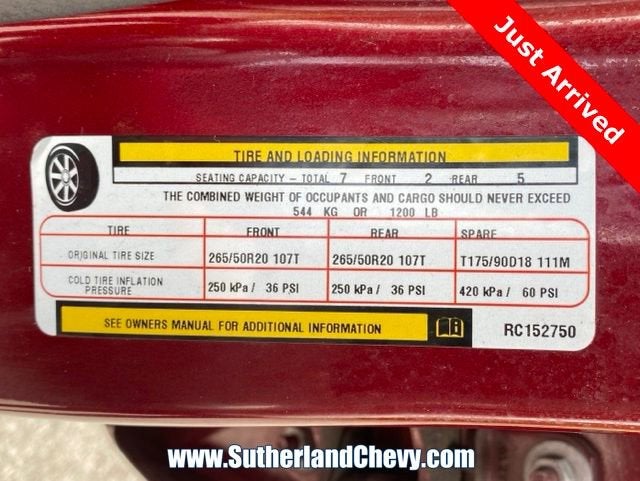 Just Arrived
TIRE AND LOADING INFORMATION
SEATING CAPACITY – TOTAL 7 FRONT 2 REAR 5
THE COMBINED WEIGHT OF OCCUPANTS AND CARGO SHOULD NEVER EXCEED
544 KG OR 1200 LB
TIRE FRONT REAR SPARE
ORIGINAL TIRE SIZE 265/50R20 107T 265/50R20 107T T175/90D18 111M
COLD TIRE INFLATION
PRESSURE 250 kPa / 36 PSI 250 kPa / 36 PSI 420 kPa / 60 PSI
SEE OWNERS MANUAL FOR ADDITIONAL INFORMATION RC152750
www.SutherlandChevy.com